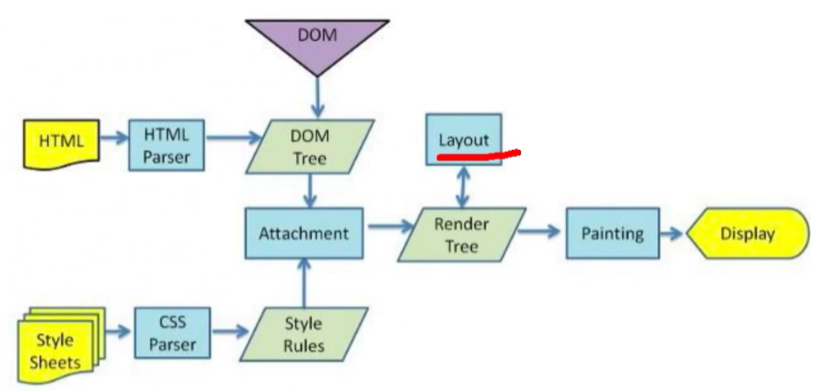 DOM
HTML
HTML
Parser
DOM
Tree
Layout
Attachment
Render
Tree
Painting
Display
Style
Sheets
CSS
Parser
Style
Rules